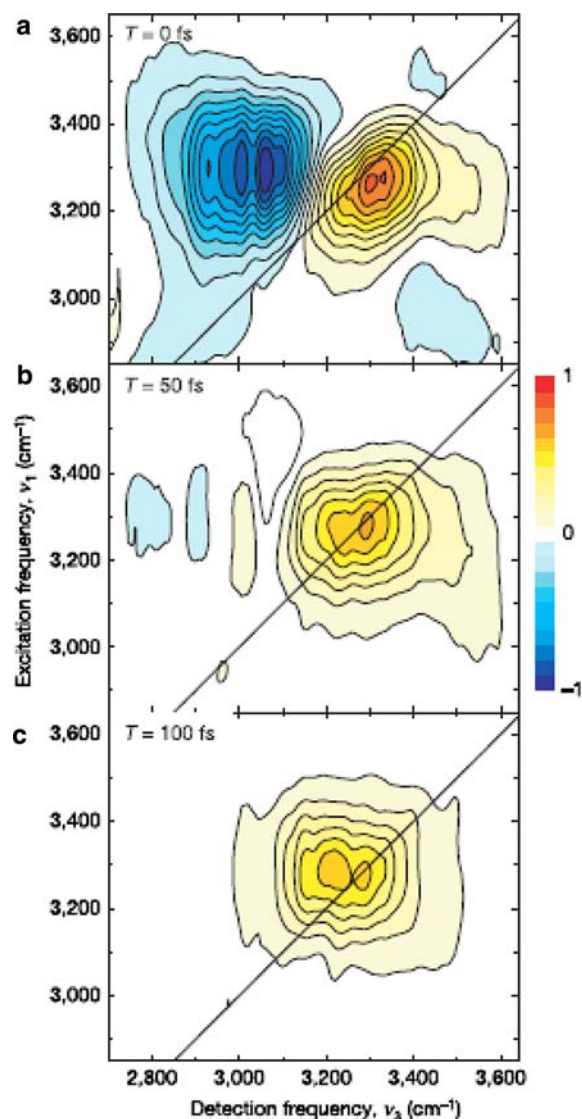 a
T = 0 fs
3,600
3,400
3,200
3,000
b
T = 50 fs
3,600
3,400
3,200
3,000
Excitation frequency, ν₁ (cm⁻¹)
1
0
−1
c
T = 100 fs
3,600
3,400
3,200
3,000
2,800 3,000 3,200 3,400 3,600
Detection frequency, ν₃ (cm⁻¹)